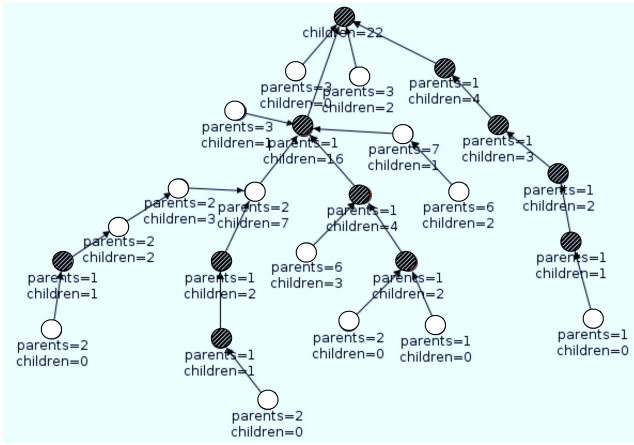 children=22
parents=3
children=0
parents=3
children=2
parents=1
children=4
parents=3
children=1
parents=1
children=16
parents=7
children=1
parents=1
children=3
parents=1
children=2
parents=2
children=3
parents=2
children=7
parents=1
children=4
parents=6
children=2
parents=2
children=2
parents=1
children=1
parents=1
children=1
parents=1
children=2
parents=6
children=3
parents=1
children=2
parents=2
children=0
parents=2
children=0
parents=1
children=0
parents=1
children=0
parents=1
children=1
parents=2
children=0